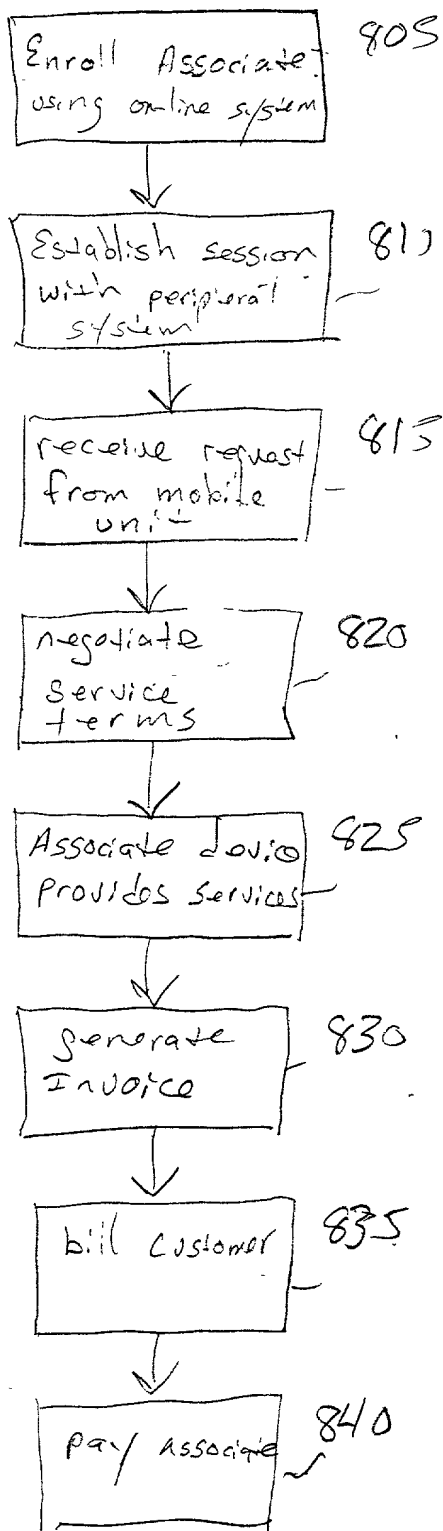 Enroll Associate
using online system
805
Establish session
with peripheral
system
810
receive request
from mobile
unit
815
negotiate
service
terms
820
Associate device
provides services
825
generate
Invoice
830
bill customer
835
pay associate
840